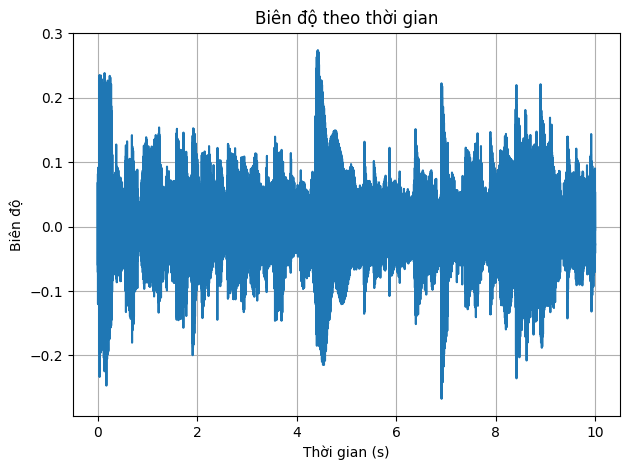 Biên độ theo thời gian
0.3
0.2
0.1
0.0
−0.1
−0.2
Biên độ
0 2 4 6 8 10
Thời gian (s)